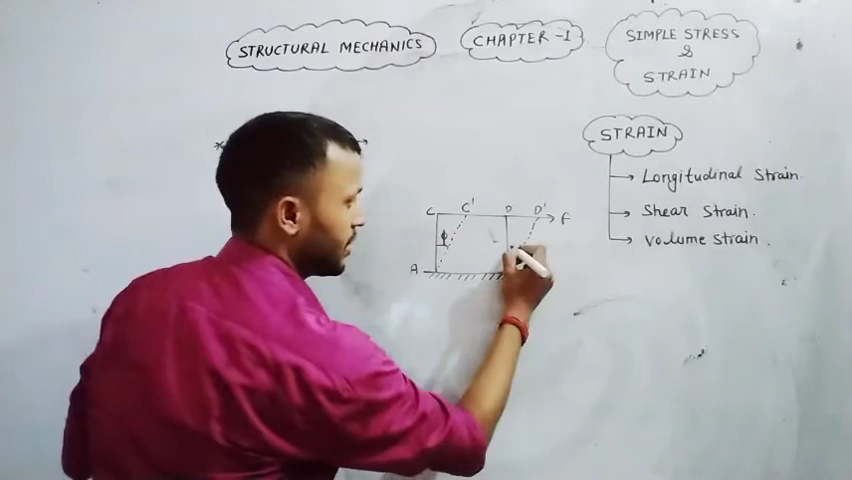 STRUCTURAL MECHANICS
CHAPTER -1
SIMPLE STRESS
&
STRAIN
STRAIN
Longitudinal Strain
Shear Strain.
Volume Strain.
C C' D D' F
ϕ
A